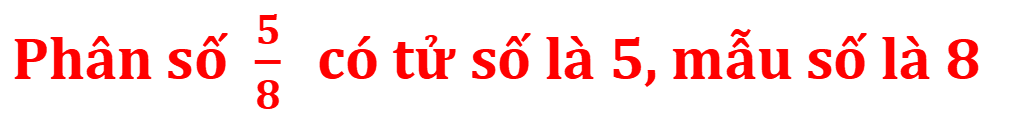 Phân số 5/8 có tử số là 5, mẫu số là 8